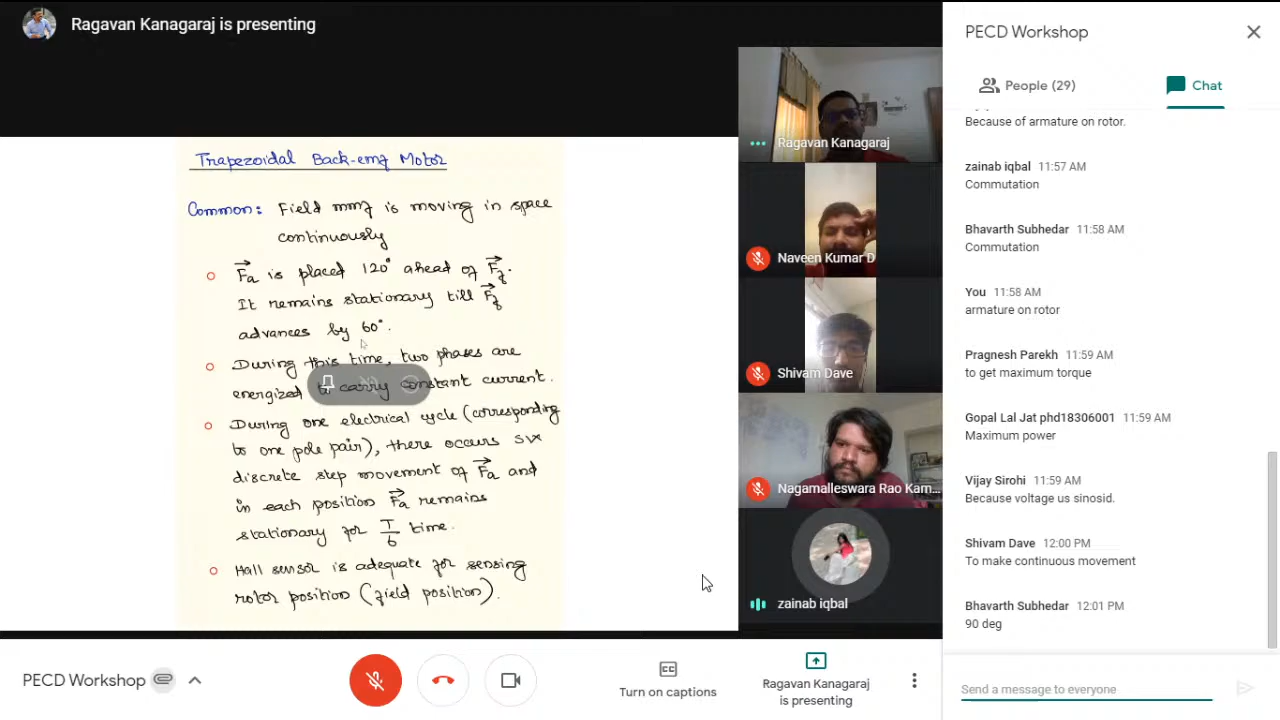 Ragavan Kanagaraj is presenting
Trapezoidal Back-emf Motor
Common: Field mmf is moving in space
continuously
Fa is placed 120° ahead of Ff.
It remains stationary till Ff
advances by 60°.
During this time, two phases are
energized to carry constant current.
During one electrical cycle (corresponding
to one pole pair), there occurs six
discrete step movement of Fa and
in each position Fa remains
stationary for T/6 time.
Hall sensor is adequate for sensing
rotor position (field position).
Ragavan Kanagaraj
Naveen Kumar D
Shivam Dave
Nagamalleswara Rao Kam...
zainab iqbal
PECD Workshop
Turn on captions
Ragavan Kanagaraj
is presenting
PECD Workshop
People (29)
Chat
Because of armature on rotor.
zainab iqbal 11:57 AM
Commutation
Bhavarth Subhedar 11:58 AM
Commutation
You 11:58 AM
armature on rotor
Pragnesh Parekh 11:59 AM
to get maximum torque
Gopal Lal Jat phd18306001 11:59 AM
Maximum power
Vijay Sirohi 11:59 AM
Because voltage us sinosid.
Shivam Dave 12:00 PM
To make continuous movement
Bhavarth Subhedar 12:01 PM
90 deg
Send a message to everyone